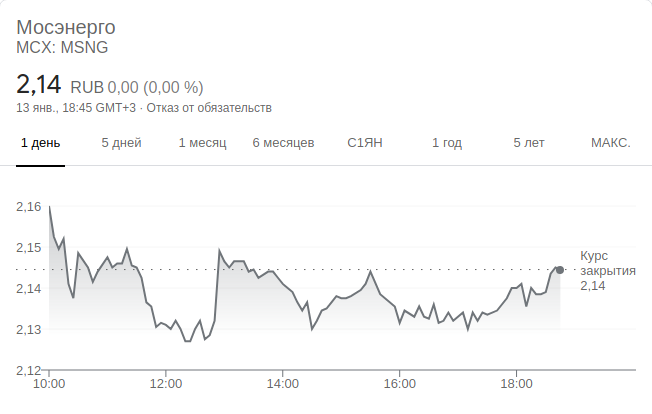 Мосэнерго
MCX: MSNG
2,14 RUB 0,00 (0,00 %)
13 янв., 18:45 GMT+3 · Отказ от обязательств
1 день 5 дней 1 месяц 6 месяцев С1ЯН 1 год 5 лет МАКС.
2,16
2,15
2,14
2,13
2,12
Курс
закрытия
2,14
10:00 12:00 14:00 16:00 18:00